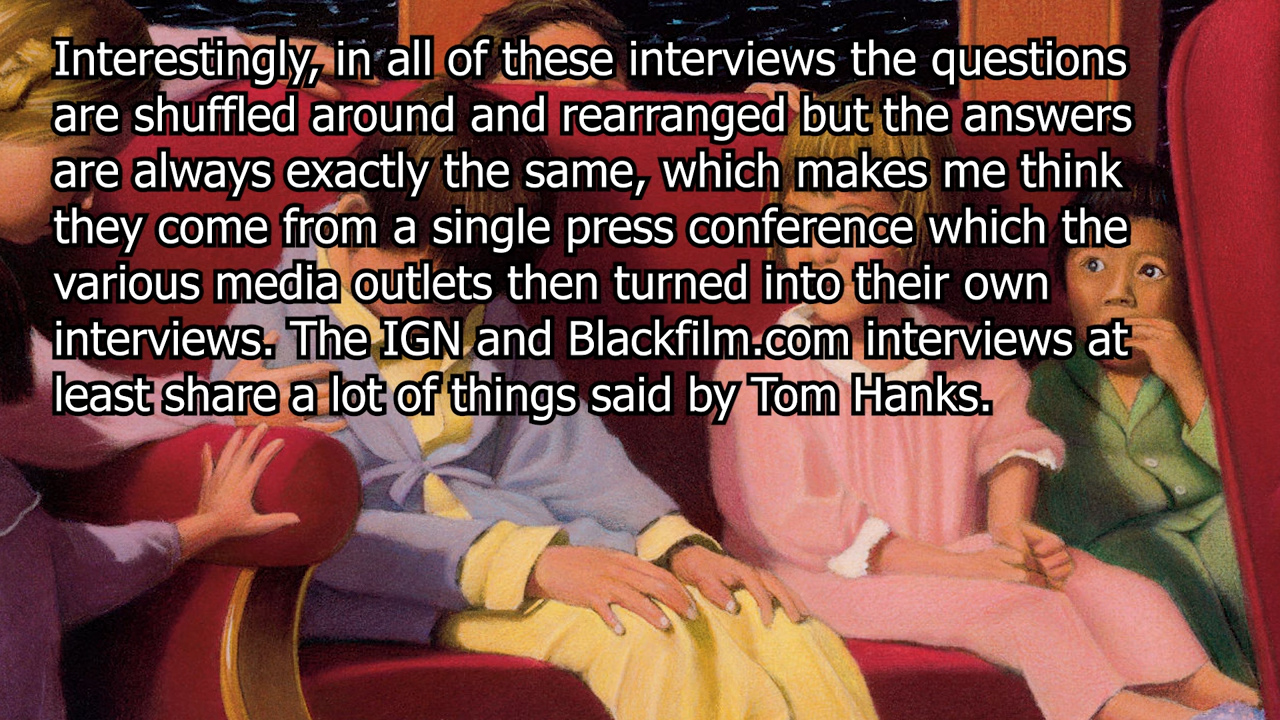 Interestingly, in all of these interviews the questions
are shuffled around and rearranged but the answers
are always exactly the same, which makes me think
they come from a single press conference which the
various media outlets then turned into their own
interviews. The IGN and Blackfilm.com interviews at
least share a lot of things said by Tom Hanks.